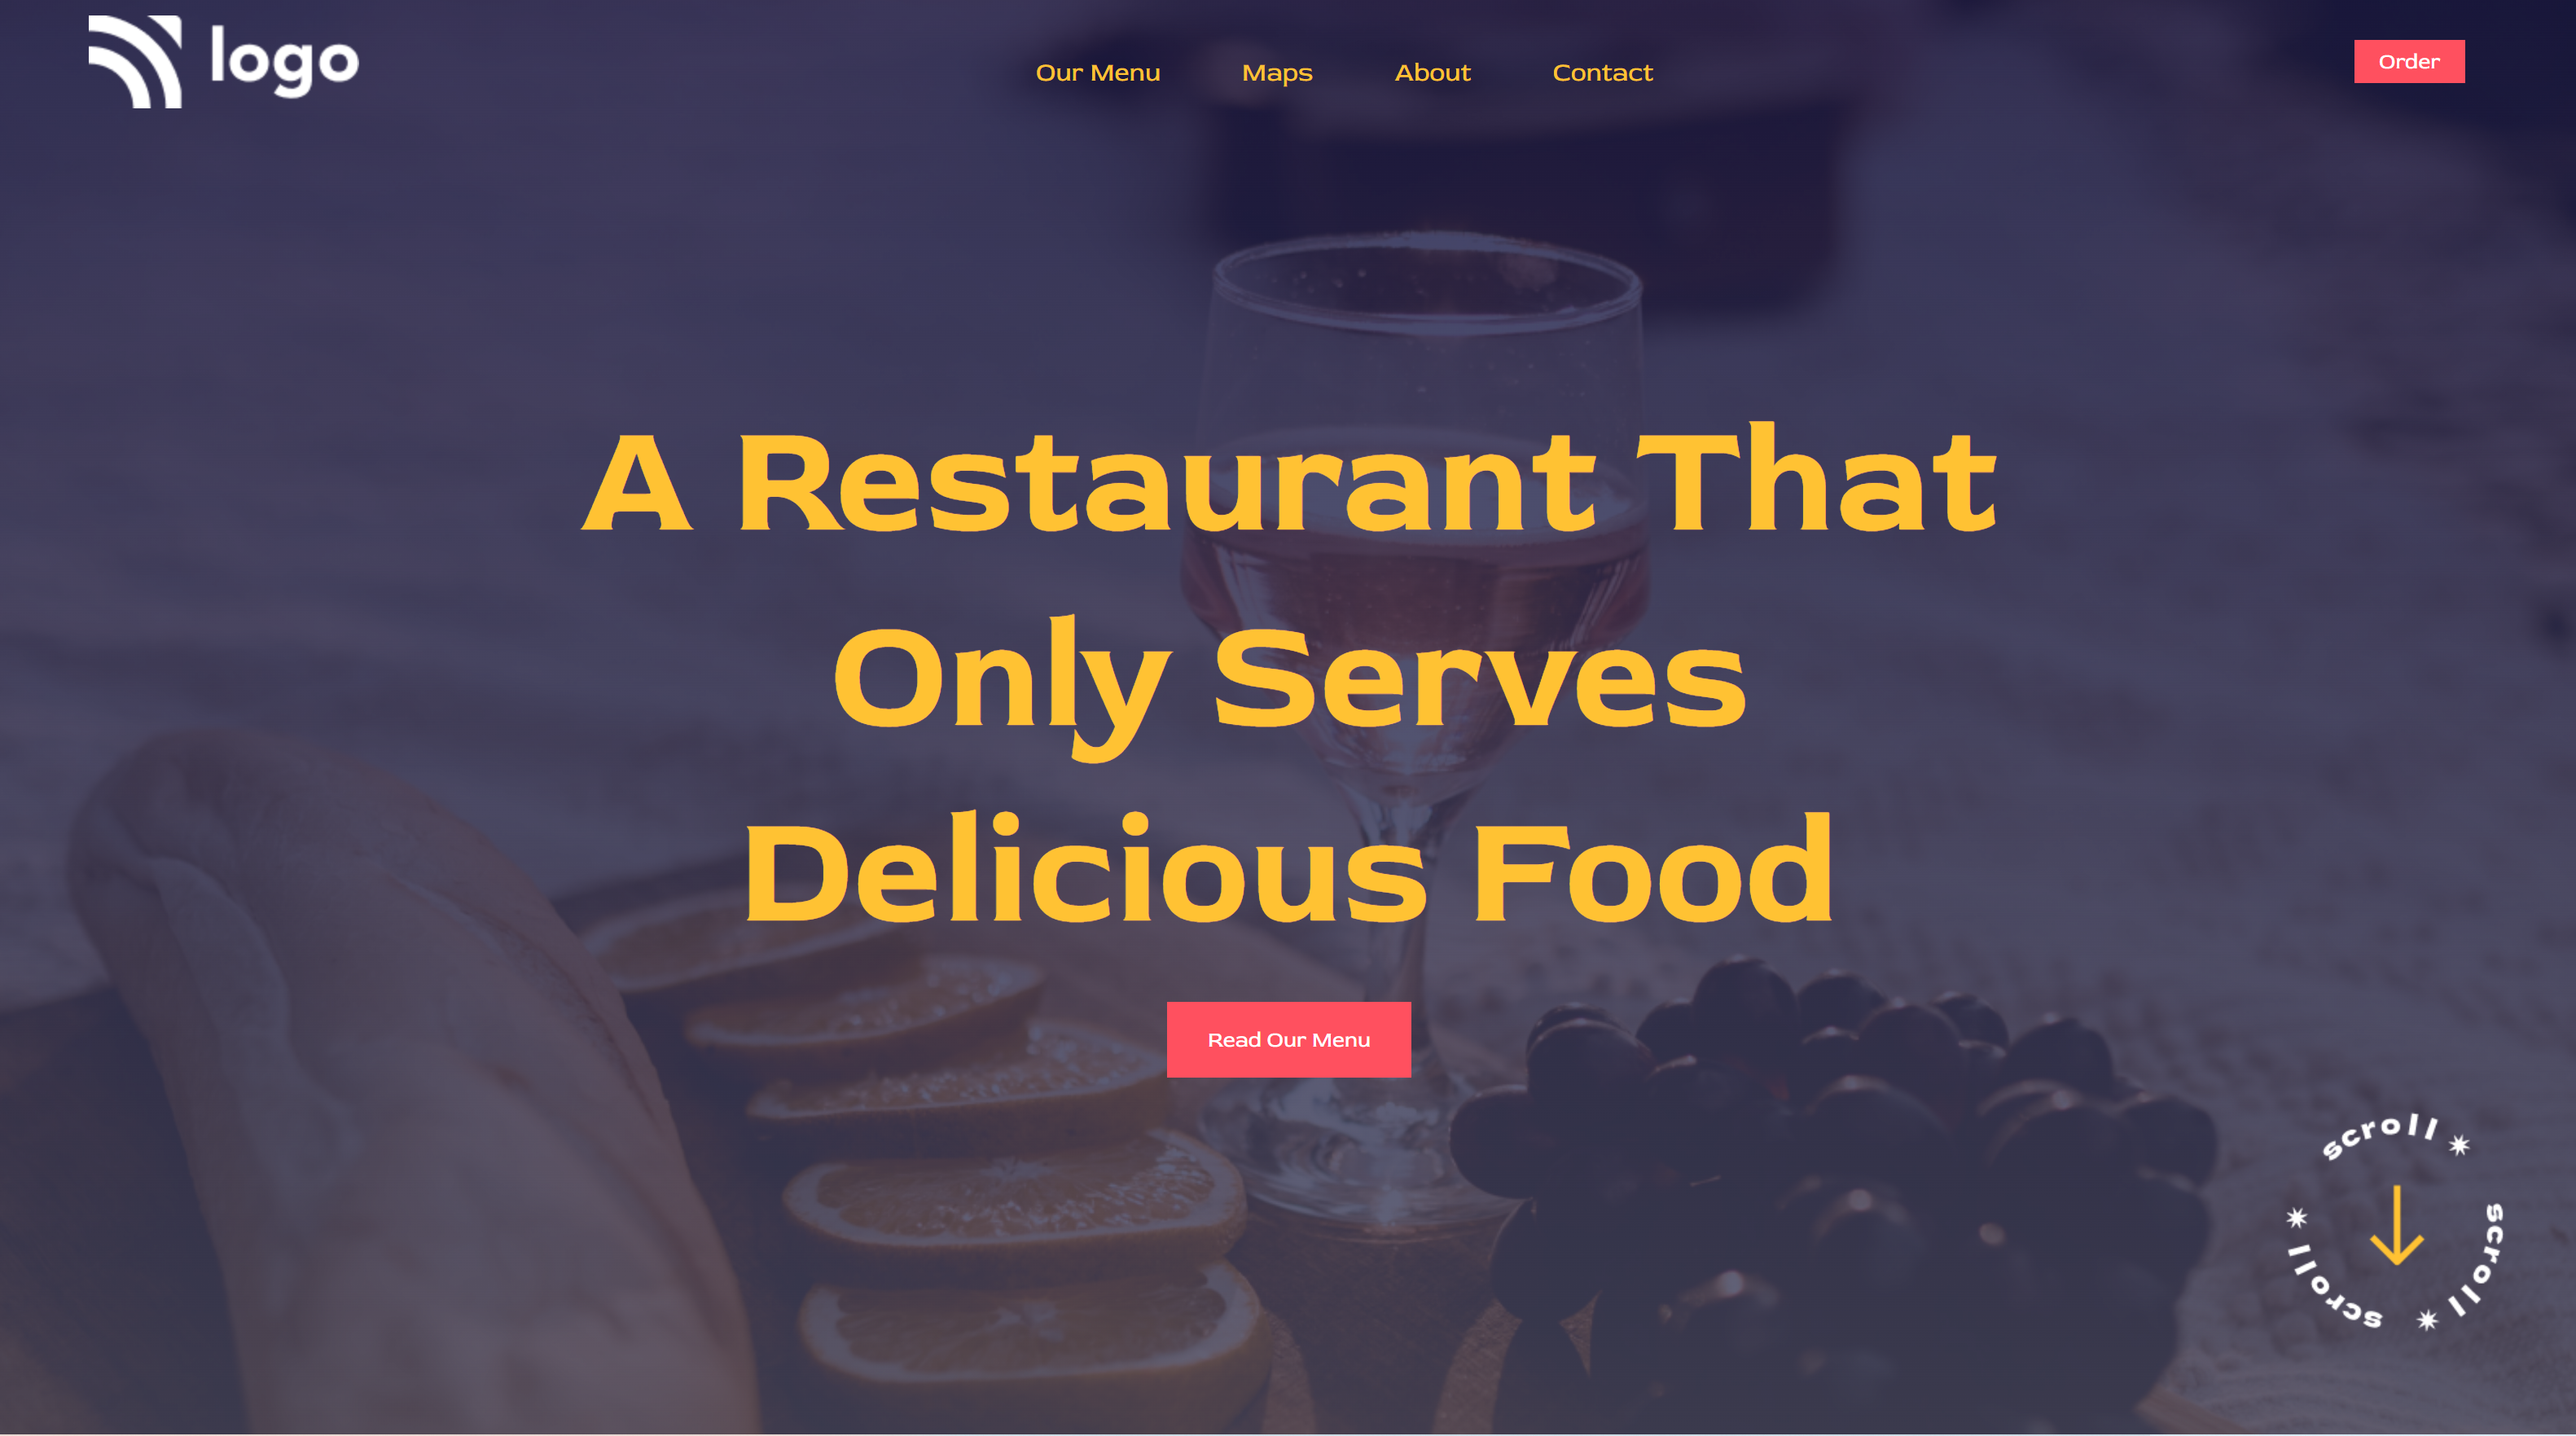 logo
Our Menu
Maps
About
Contact
Order
A Restaurant That
Only Serves
Delicious Food
Read Our Menu
scroll
scroll
scroll